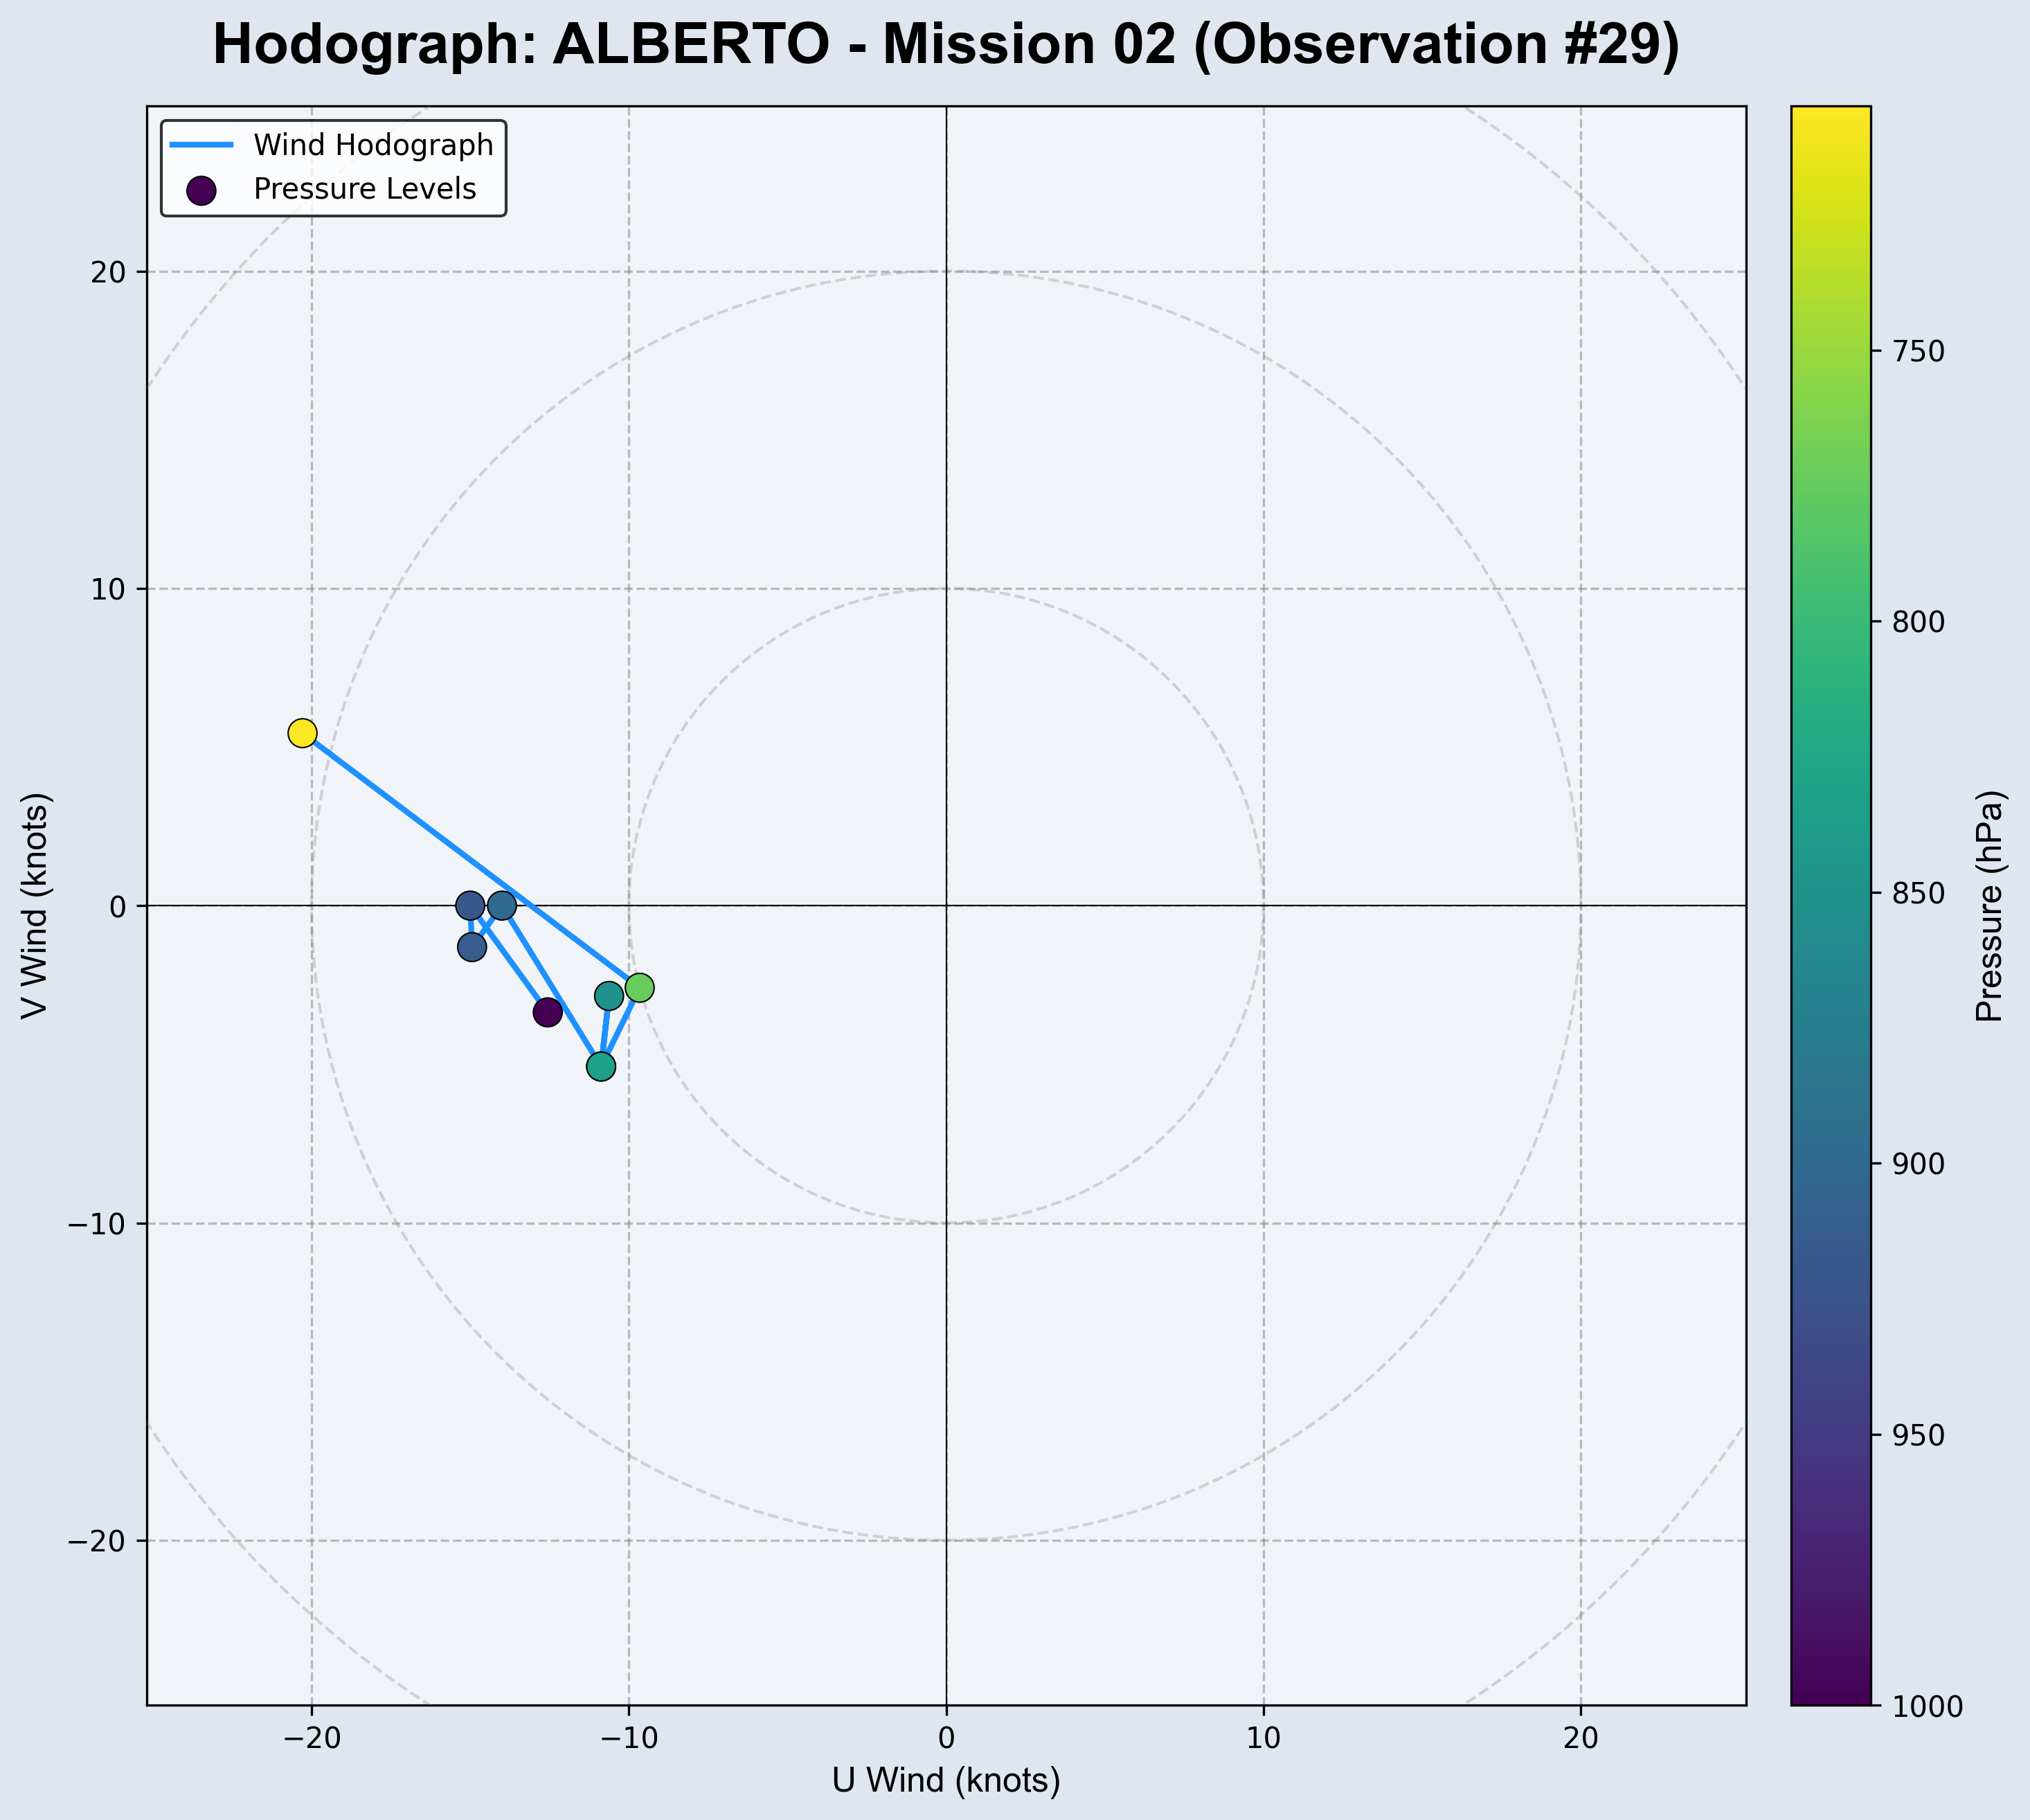 Hodograph: ALBERTO - Mission 02 (Observation #29)
Wind Hodograph
Pressure Levels
20
10
0
−10
−20
V Wind (knots)
−20
−10
0
10
20
U Wind (knots)
750
800
850
900
950
1000
Pressure (hPa)